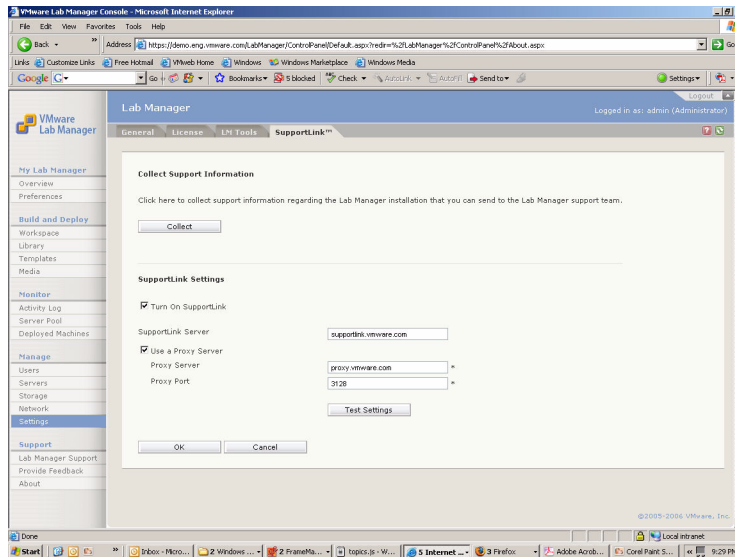 VMware Lab Manager Console - Microsoft Internet Explorer
File Edit View Favorites Tools Help
Back » Address https://demo.eng.vmware.com/LabManager/ControlPanel/Default.aspx?redir=%2fLabManager%2fControlPanel%2fAbout.aspx Go
Links Customize Links Free Hotmail VMweb Home Windows Windows Marketplace Windows Media
Google G Go Bookmarks 5 blocked Check AutoLink AutoFill Send to Settings
Logout
VMware Lab Manager
Lab Manager
Logged in as: admin (Administrator)
General License LM Tools SupportLink™
My Lab Manager
Overview
Preferences
Build and Deploy
Workspace
Library
Templates
Media
Monitor
Activity Log
Server Pool
Deployed Machines
Manage
Users
Servers
Storage
Network
Settings
Support
Lab Manager Support
Provide Feedback
About
Collect Support Information
Click here to collect support information regarding the Lab Manager installation that you can send to the Lab Manager support team.
Collect
SupportLink Settings
Turn On SupportLink
SupportLink Server supportlink.vmware.com
Use a Proxy Server
Proxy Server proxy.vmware.com *
Proxy Port 3128 *
Test Settings
OK Cancel
©2005-2006 VMware, Inc.
Done Local intranet
Start » Inbox - Micro... 2 Windows ... 2 FrameMa... topics.js - W... 5 Internet ... 3 Firefox Adobe Acrob... Corel Paint S... « 9:29 PM